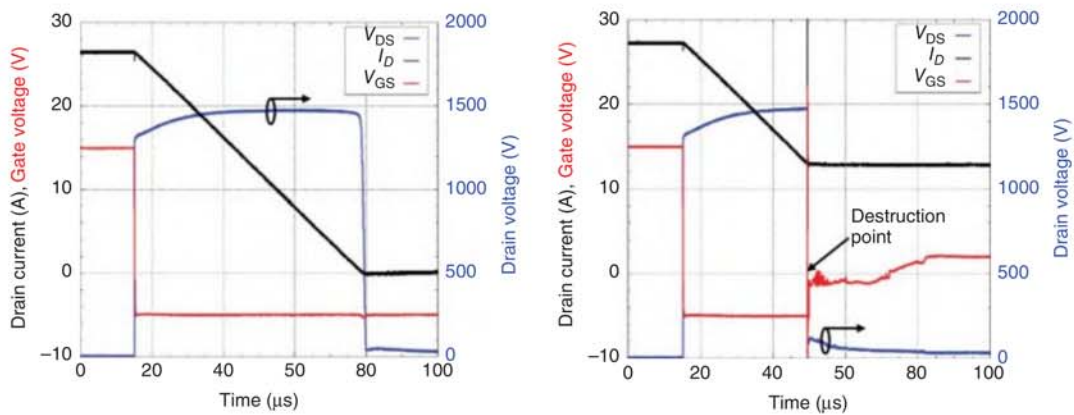 Drain current (A), Gate voltage (V)
30
20
10
0
−10
0
20
40
60
80
100
Time (µs)
2000
1500
1000
500
0
Drain voltage (V)
V_DS
I_D
V_GS
Drain current (A), Gate voltage (V)
30
20
10
0
−10
0
20
40
60
80
100
Time (µs)
2000
1500
1000
500
0
Drain voltage (V)
V_DS
I_D
V_GS
Destruction
point